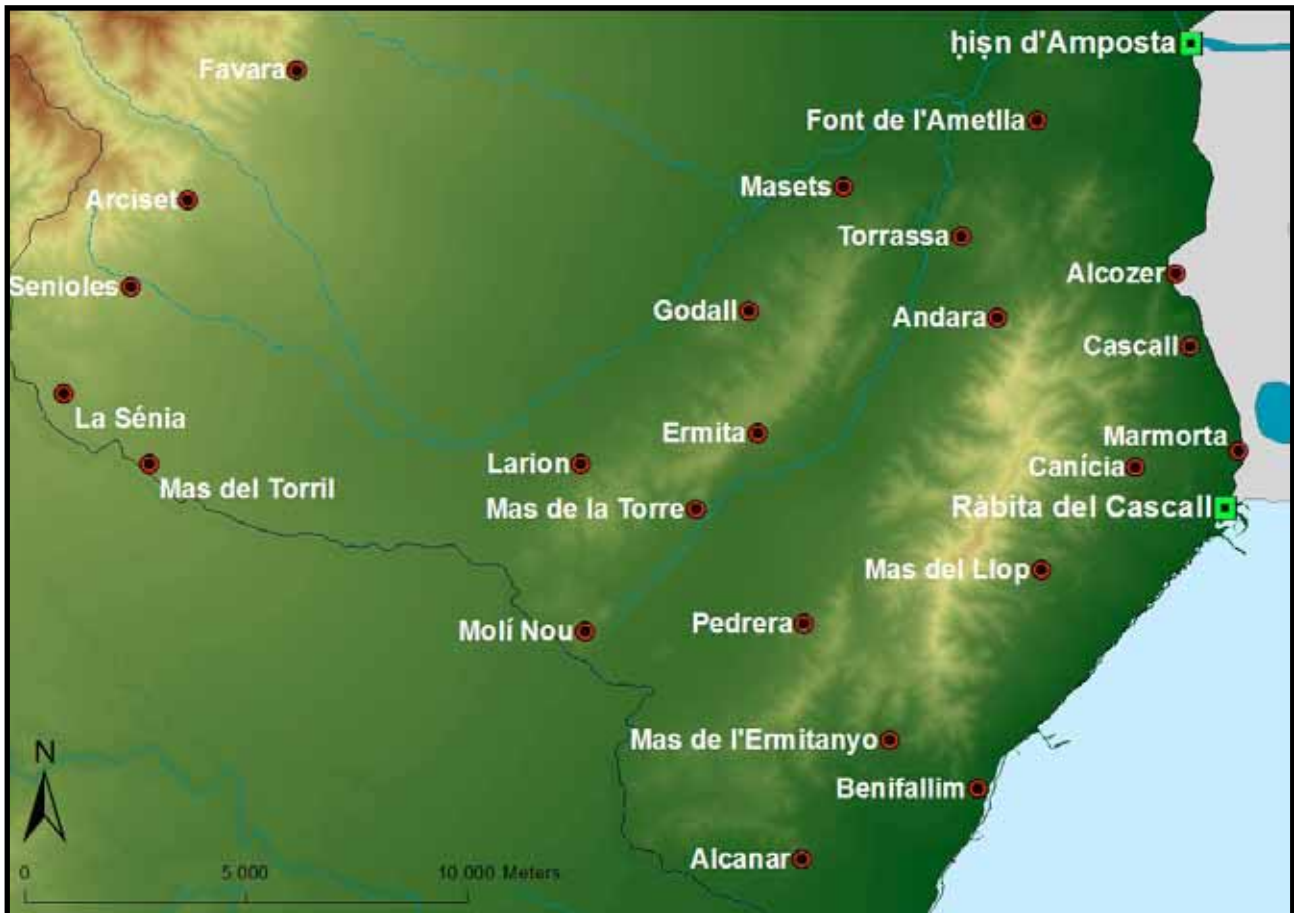 ḥiṣn d'Amposta
Favara
Font de l'Ametlla
Masets
Arciset
Torrassa
Alcozer
Senioles
Godall
Andara
Cascall
La Sénia
Ermita
Marmorta
Larion
Canícia
Mas del Torril
Mas de la Torre
Ràbita del Cascall
Mas del Llop
Molí Nou
Pedrera
Mas de l'Ermitanyo
N
Benifallim
Alcanar
0 5 000 10 000 Meters